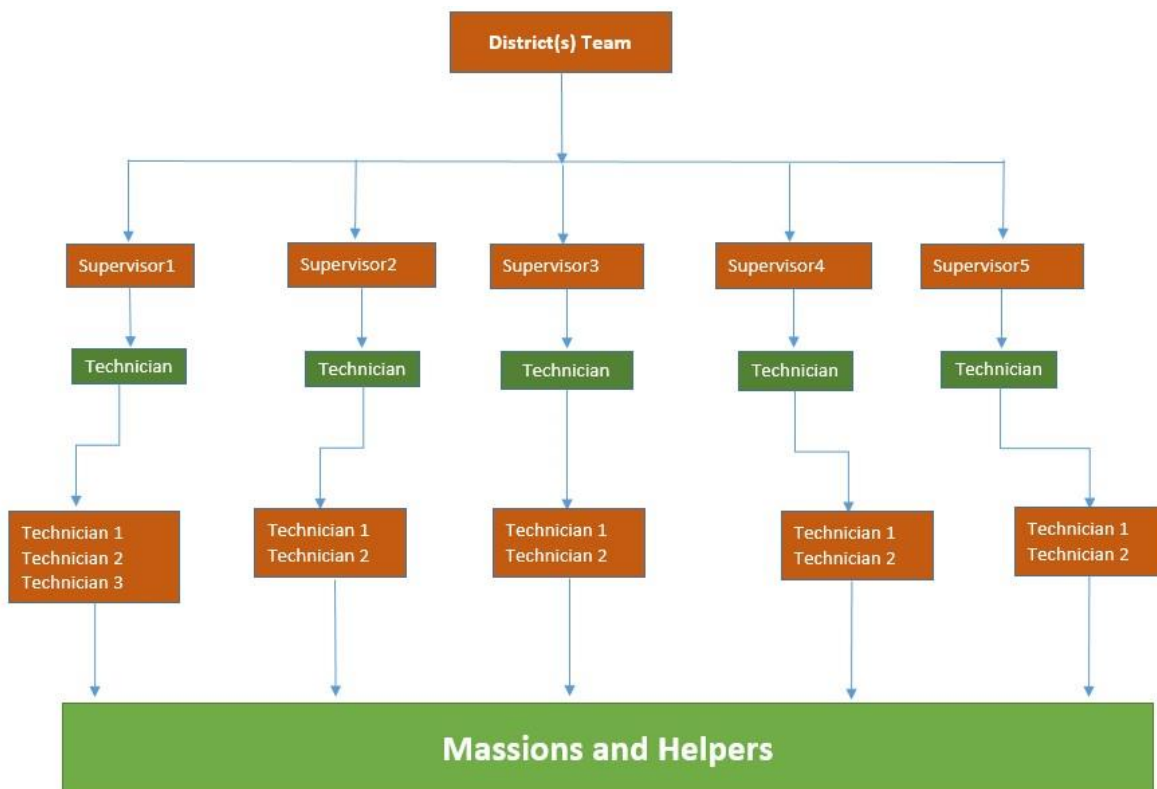 District(s) Team
Supervisor1
Supervisor2
Supervisor3
Supervisor4
Supervisor5
Technician
Technician
Technician
Technician
Technician
Technician 1
Technician 2
Technician 3
Technician 1
Technician 2
Technician 1
Technician 2
Technician 1
Technician 2
Technician 1
Technician 2
Massions and Helpers